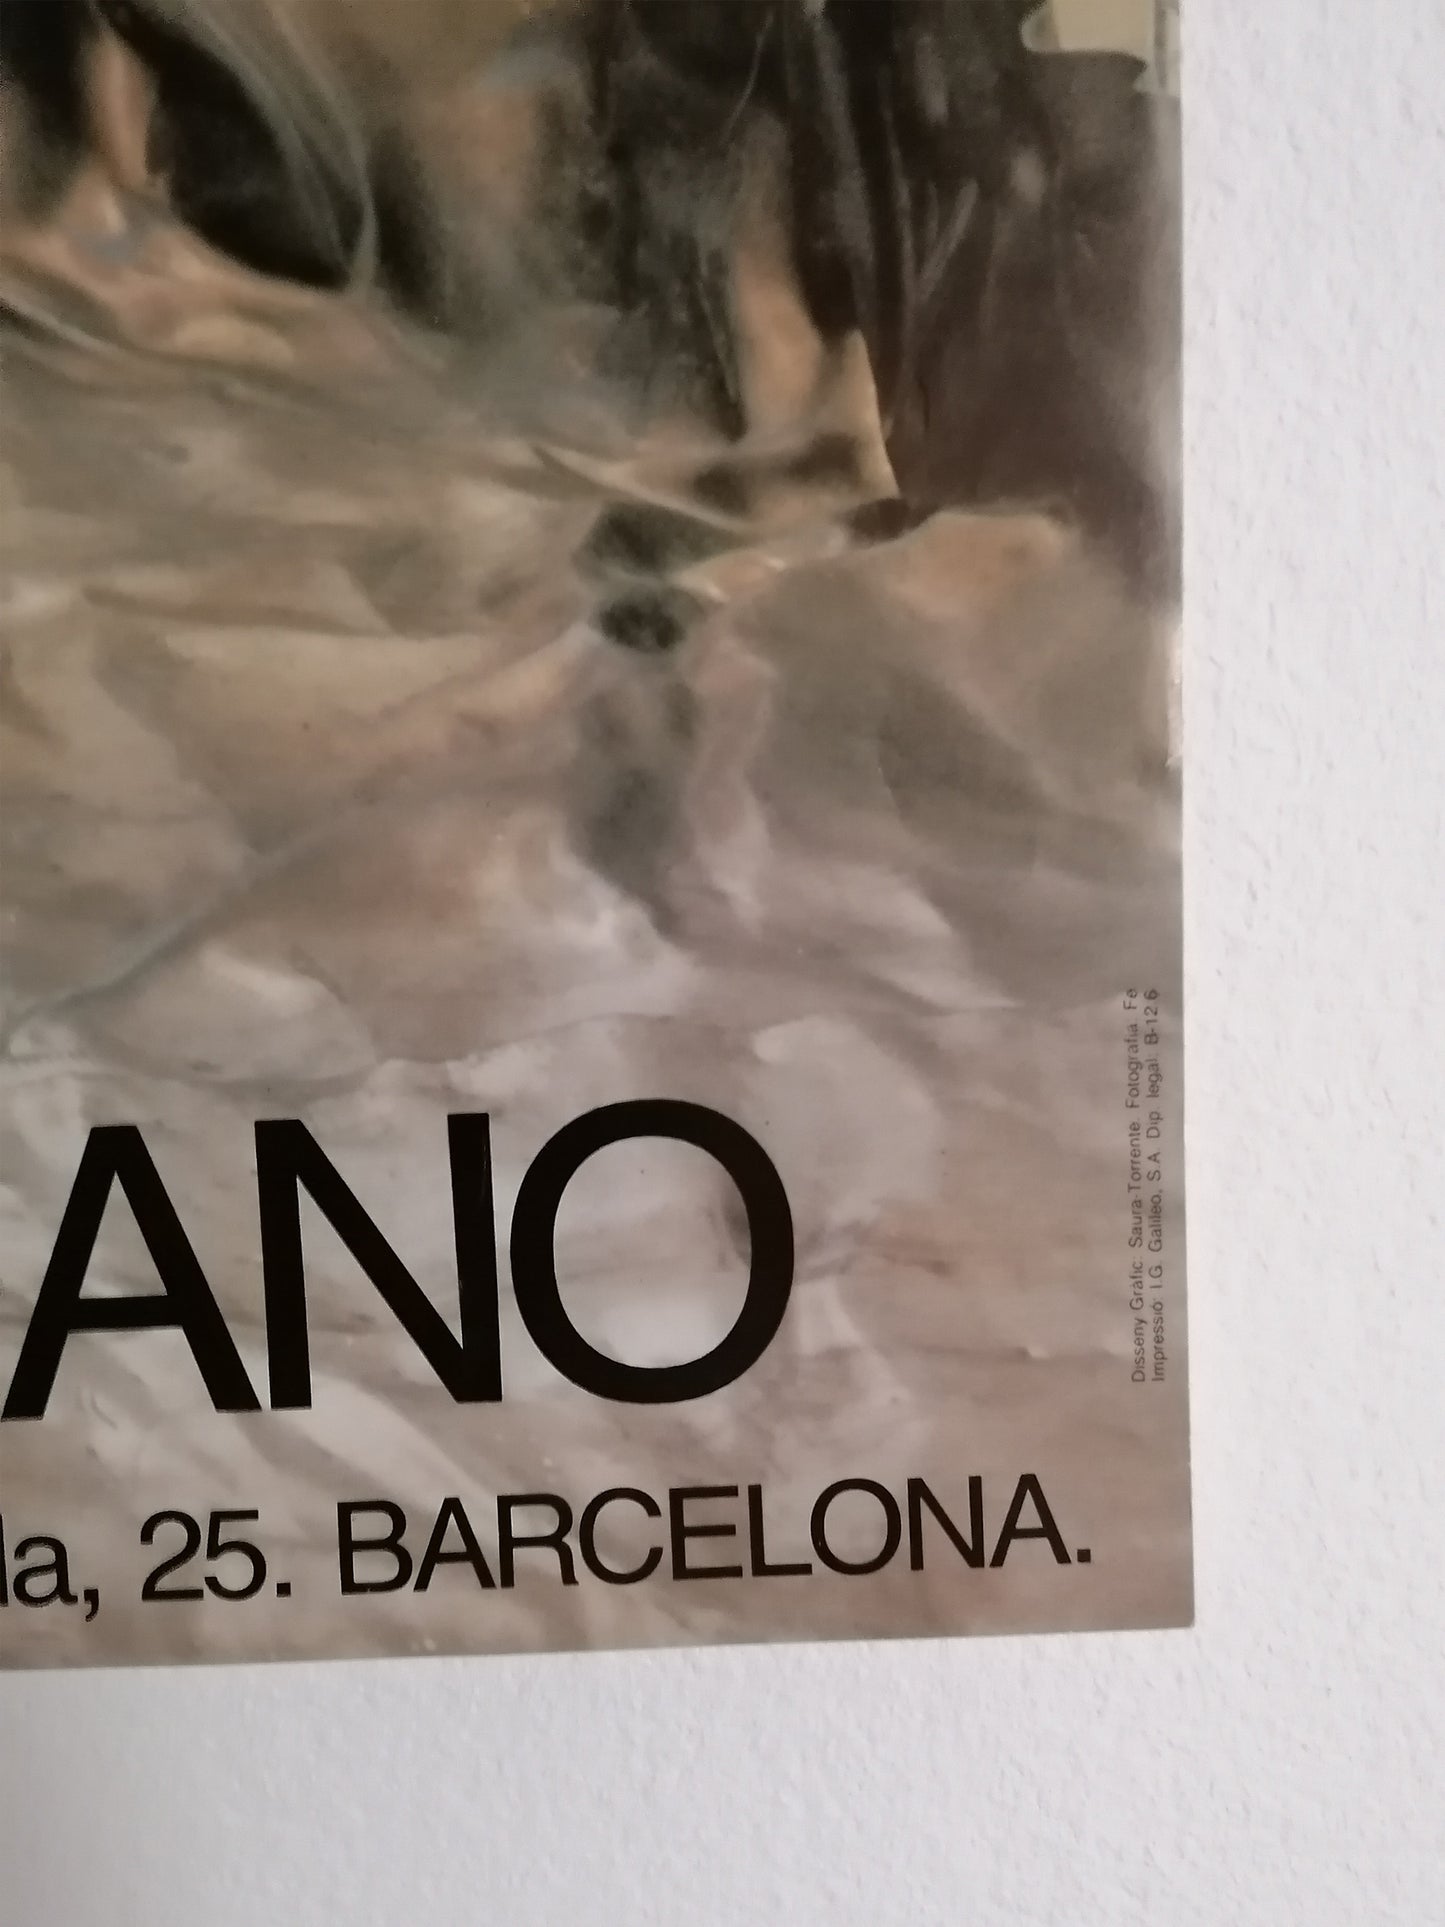 ANO
la, 25. BARCELONA.
Disseny Gràfic: Saura-Torrente. Fotografia: Fe
Impressió: I.G. Galileo, S.A. Dip. legal: B-12.6